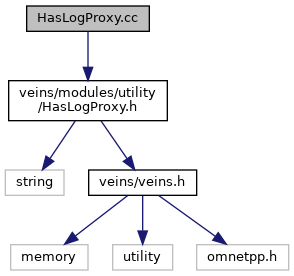 HasLogProxy.cc
veins/modules/utility
/HasLogProxy.h
string
veins/veins.h
memory
utility
omnetpp.h